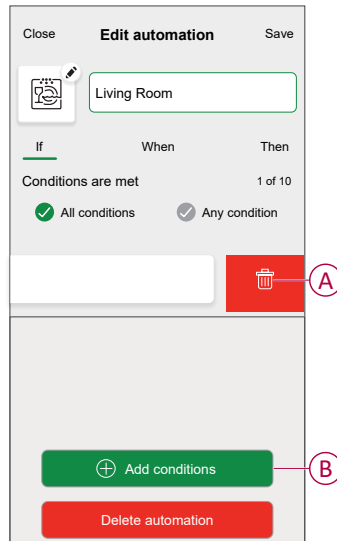 Close Edit automation Save
Living Room
If When Then
Conditions are met 1 of 10
All conditions Any condition
A
Add conditions B
Delete automation